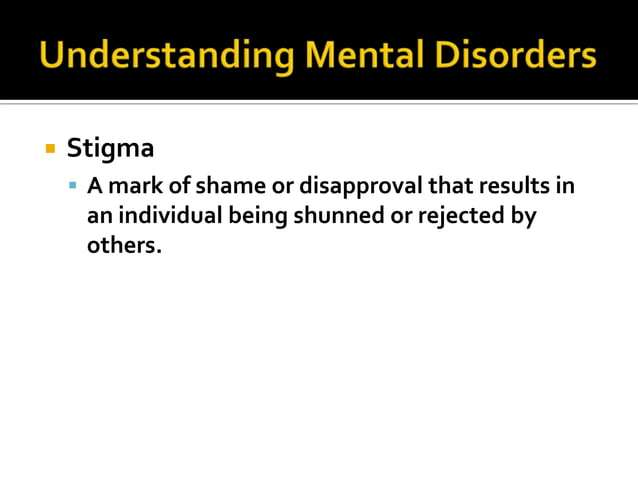 Understanding Mental Disorders
Stigma
A mark of shame or disapproval that results in
an individual being shunned or rejected by
others.